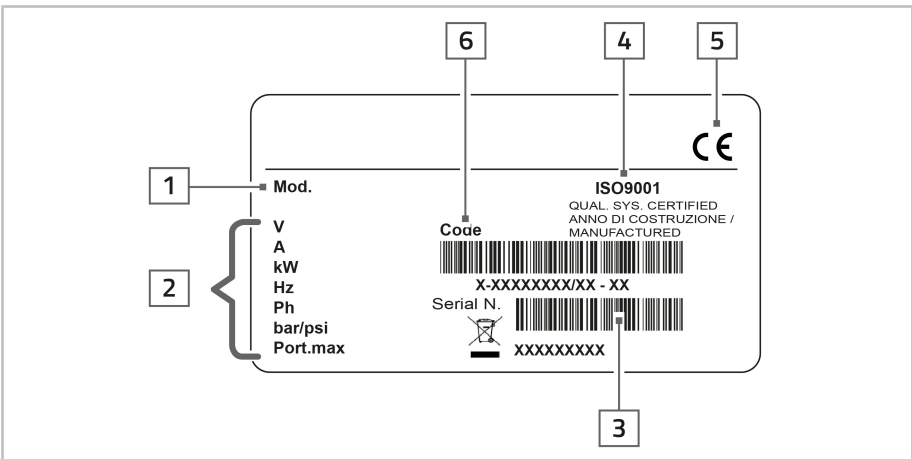 6
4
5
CE
1
Mod.
ISO9001
QUAL. SYS. CERTIFIED
ANNO DI COSTRUZIONE /
MANUFACTURED
Code
2
V
A
kW
Hz
Ph
bar/psi
Port.max
X-XXXXXXXX/XX - XX
Serial N.
XXXXXXXXX
3